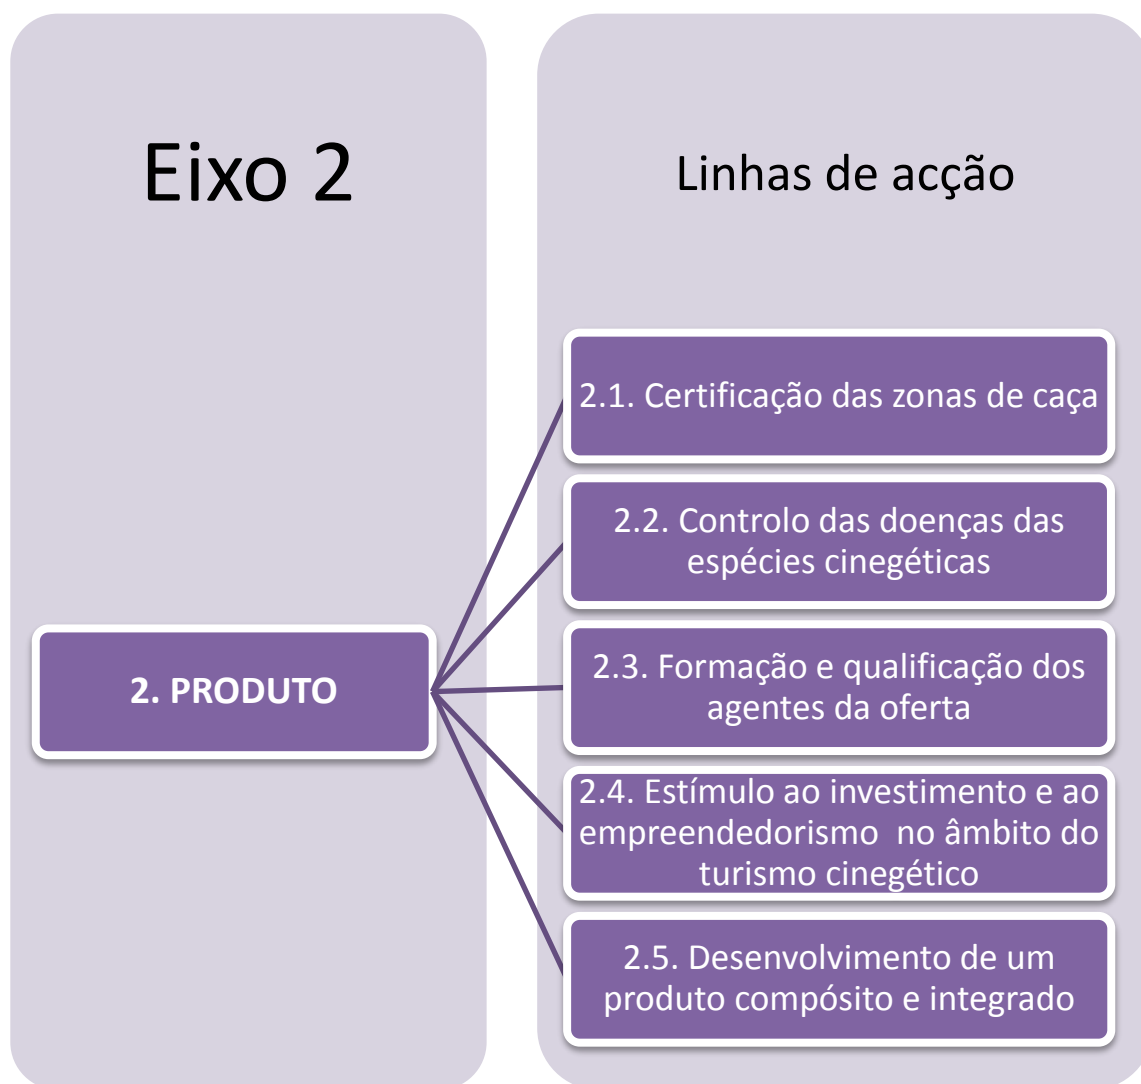 Eixo 2
Linhas de acção
2. PRODUTO
2.1. Certificação das zonas de caça
2.2. Controlo das doenças das
espécies cinegéticas
2.3. Formação e qualificação dos
agentes da oferta
2.4. Estímulo ao investimento e ao
empreendedorismo  no âmbito do
turismo cinegético
2.5. Desenvolvimento de um
produto compósito e integrado